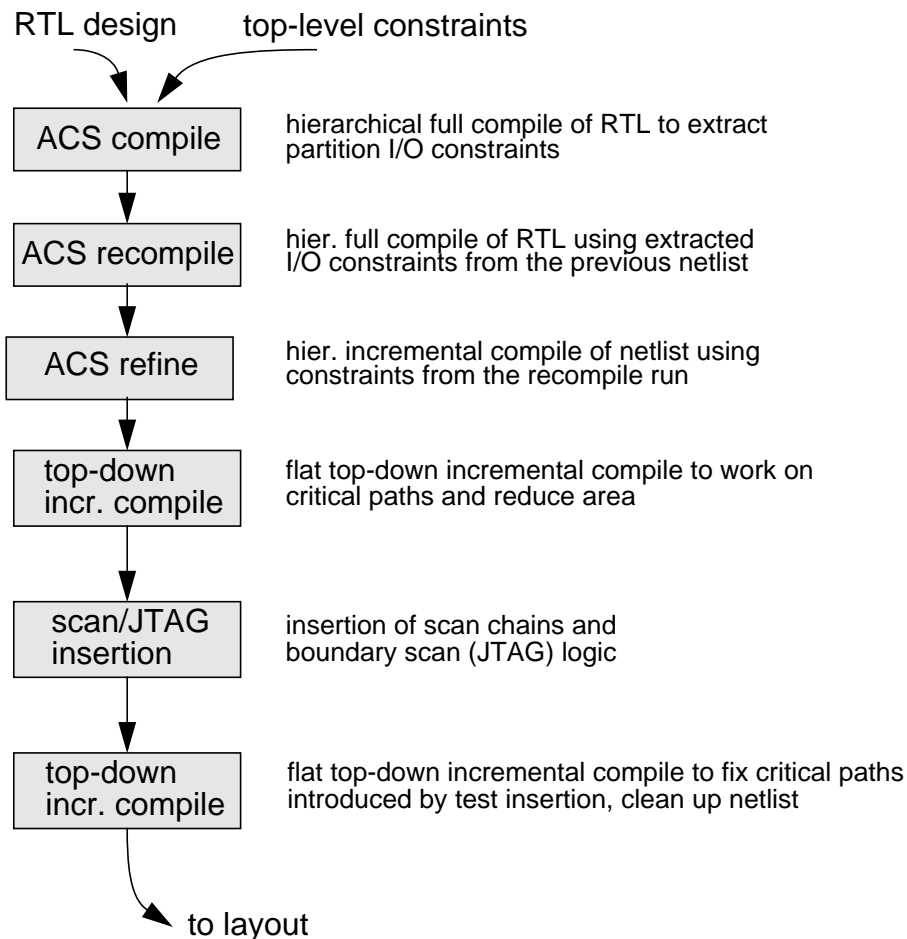 RTL design
top-level constraints
ACS compile
hierarchical full compile of RTL to extract
partition I/O constraints
ACS recompile
hier. full compile of RTL using extracted
I/O constraints from the previous netlist
ACS refine
hier. incremental compile of netlist using
constraints from the recompile run
top-down
incr. compile
flat top-down incremental compile to work on
critical paths and reduce area
scan/JTAG
insertion
insertion of scan chains and
boundary scan (JTAG) logic
top-down
incr. compile
flat top-down incremental compile to fix critical paths
introduced by test insertion, clean up netlist
to layout